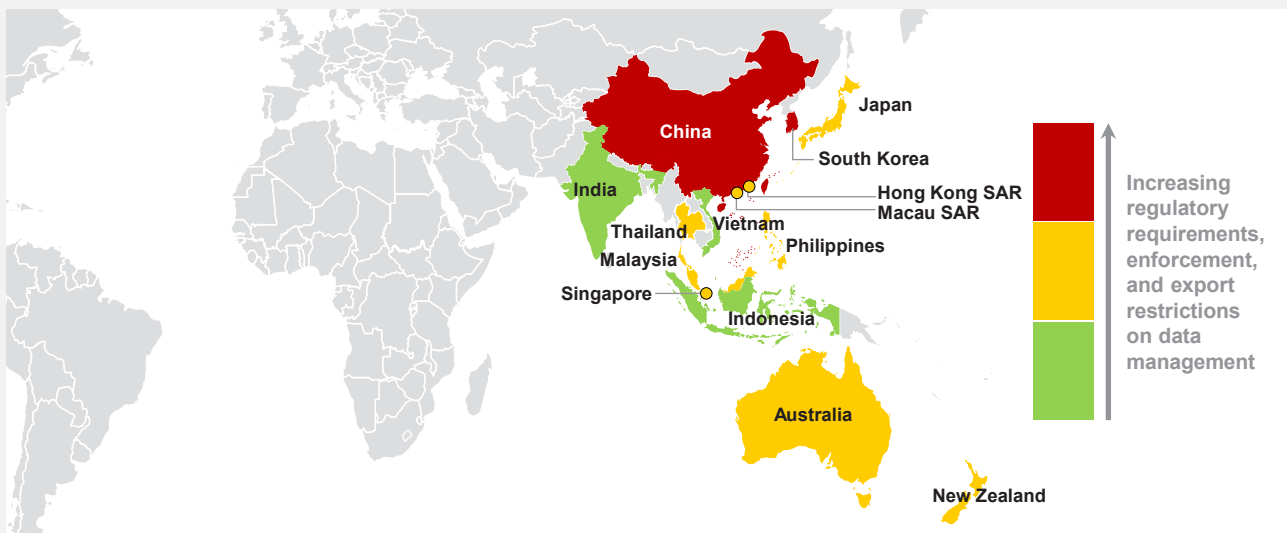 Japan
China
South Korea
India
Hong Kong SAR
Macau SAR
Vietnam
Thailand
Philippines
Malaysia
Singapore
Indonesia
Australia
New Zealand
Increasing
regulatory
requirements,
enforcement,
and export
restrictions
on data
management